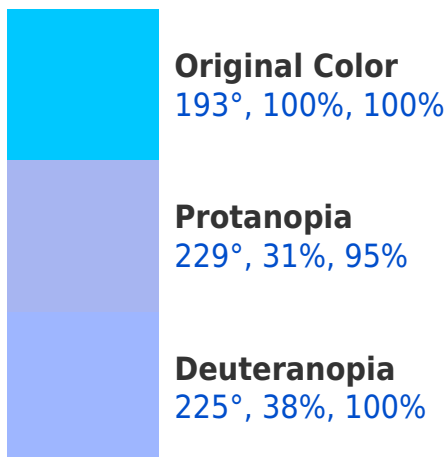 Original Color
193°, 100%, 100%
Protanopia
229°, 31%, 95%
Deuteranopia
225°, 38%, 100%